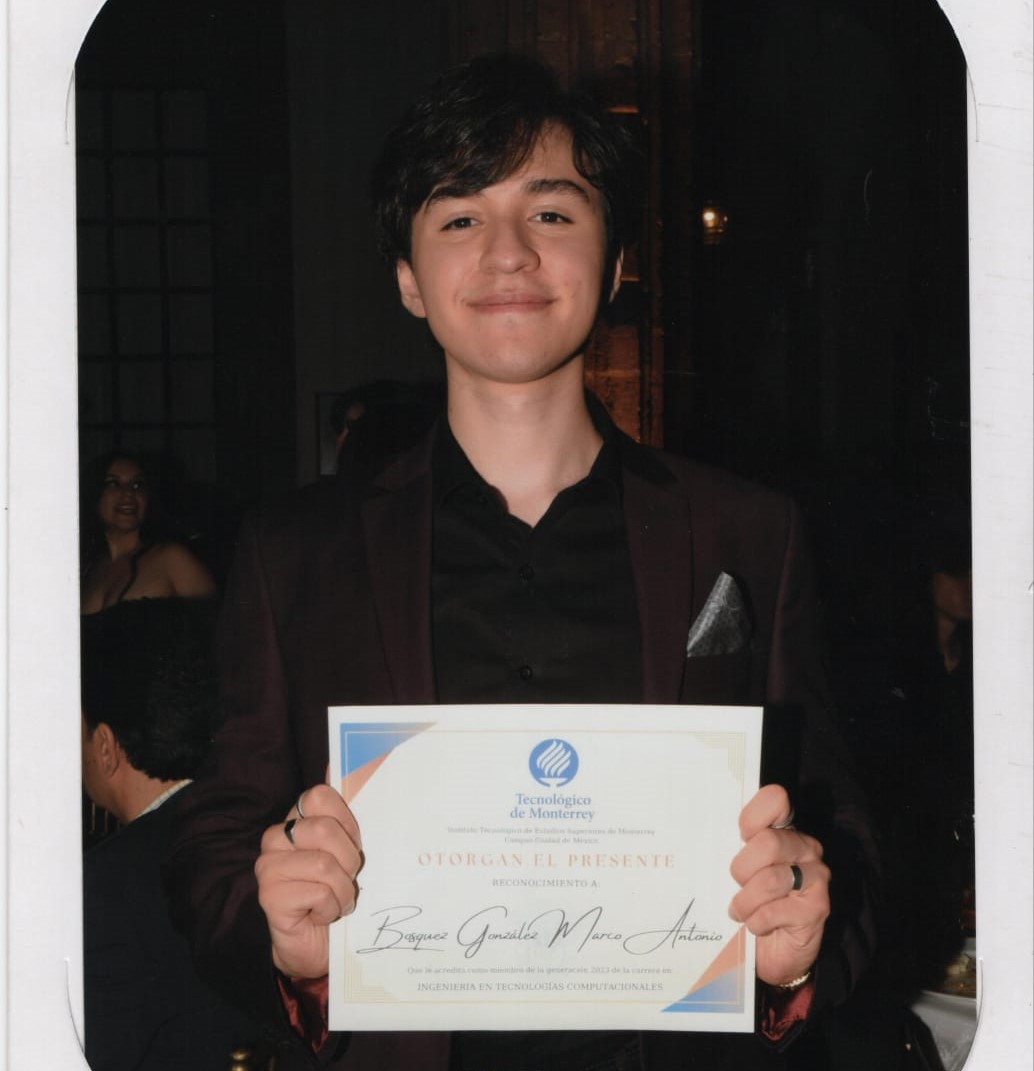 Tecnológico
de Monterrey
Instituto Tecnológico de Estudios Superiores de Monterrey
Campus Ciudad de México
OTORGAN EL PRESENTE
RECONOCIMIENTO A:
Bosquez González Marco Antonio
Que le acredita como miembro de la generación 2023 de la carrera en:
INGENIERÍA EN TECNOLOGÍAS COMPUTACIONALES